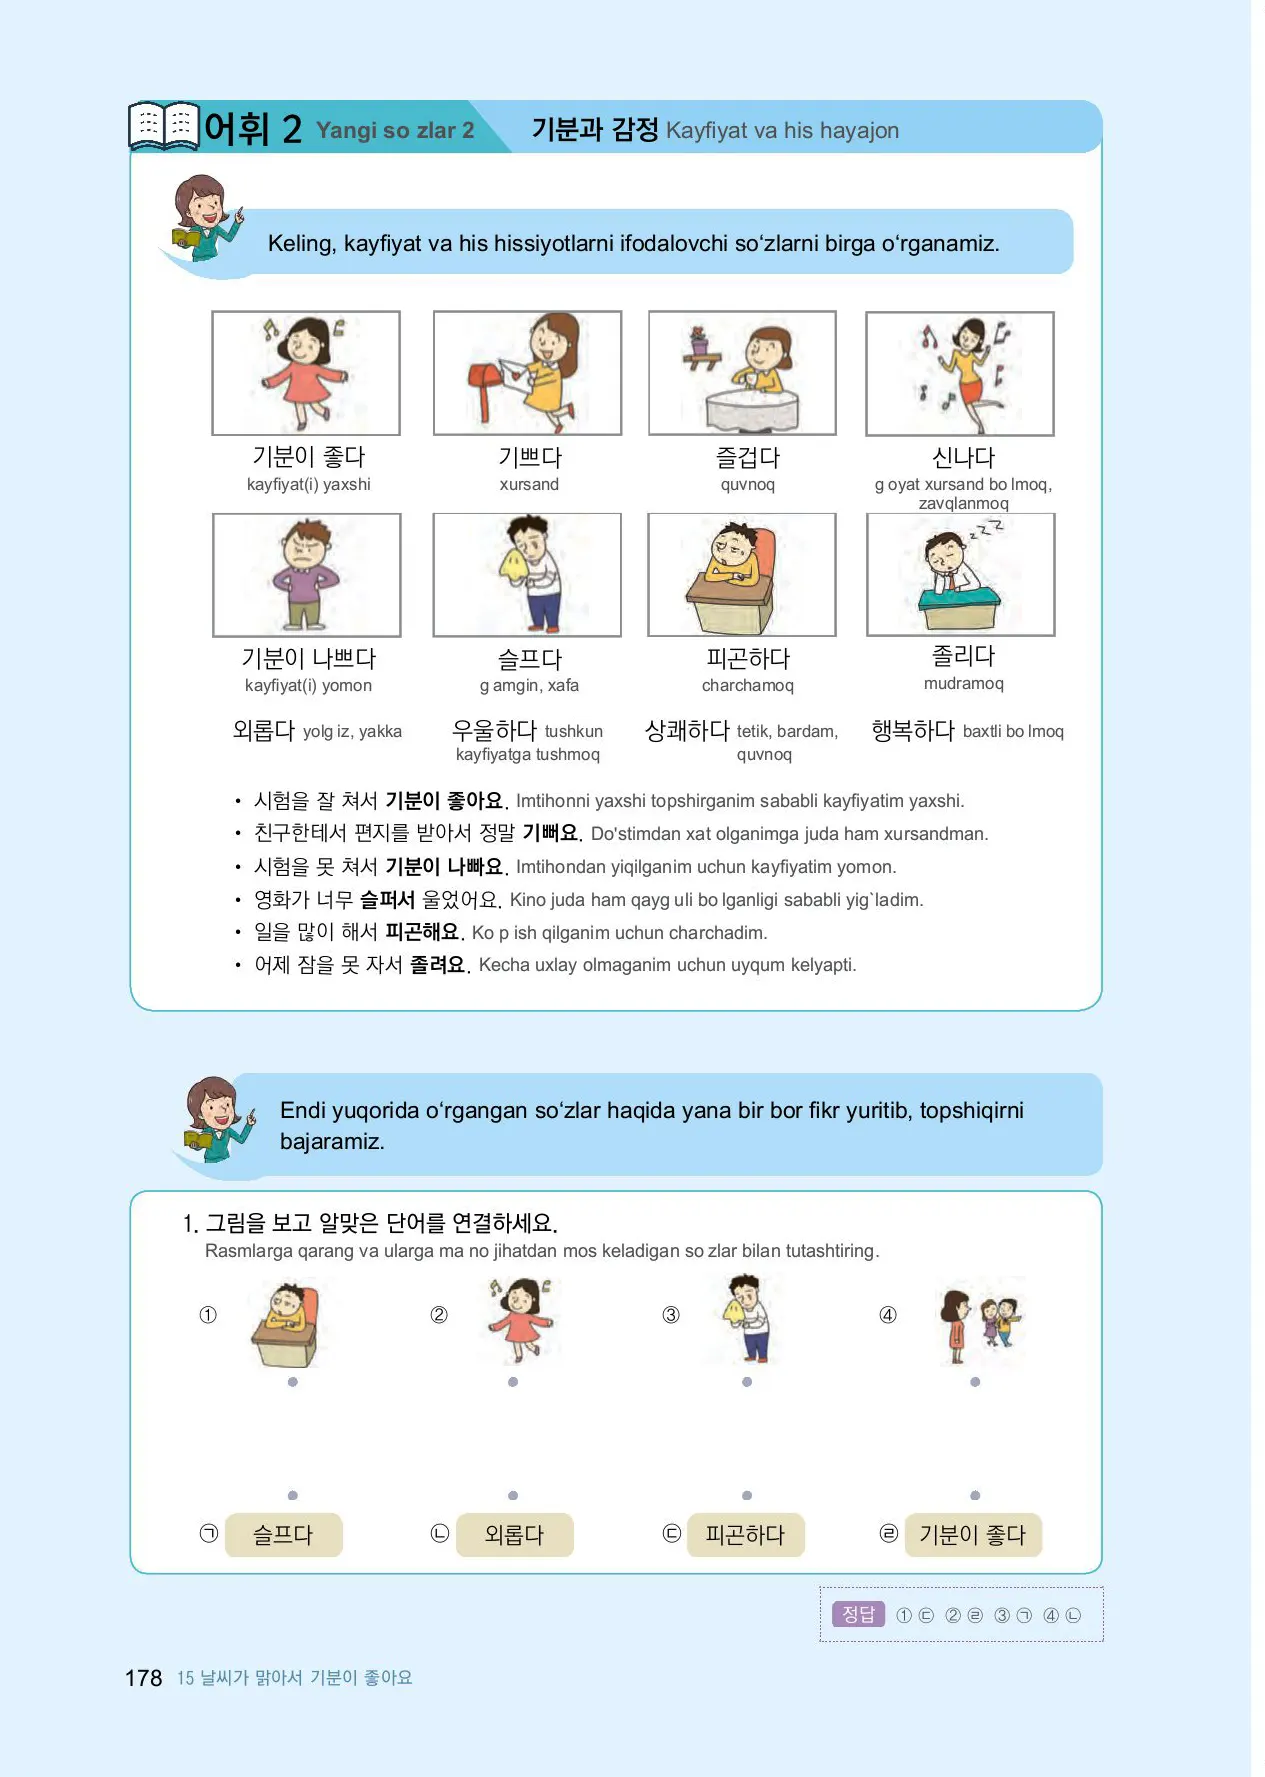 어휘 2 Yangi so zlar 2 기분과 감정 Kayfiyat va his hayajon
Keling, kayfiyat va his hissiyotlarni ifodalovchi so‘zlarni birga o‘rganamiz.
기분이 좋다 기쁘다 즐겁다 신나다
kayfiyat(i) yaxshi xursand quvnoq g oyat xursand bo lmoq,
zavqlanmoq
zzz
기분이 나쁘다 슬프다 피곤하다 졸리다
kayfiyat(i) yomon g amgin, xafa charchamoq mudramoq
외롭다 yolg iz, yakka 우울하다 tushkun 상쾌하다 tetik, bardam, 행복하다 baxtli bo lmoq
kayfiyatga tushmoq quvnoq
• 시험을 잘 쳐서 기분이 좋아요. Imtihonni yaxshi topshirganim sababli kayfiyatim yaxshi.
• 친구한테서 편지를 받아서 정말 기뻐요. Do'stimdan xat olganimga juda ham xursandman.
• 시험을 못 쳐서 기분이 나빠요. Imtihondan yiqilganim uchun kayfiyatim yomon.
• 영화가 너무 슬퍼서 울었어요. Kino juda ham qayg uli bo lganligi sababli yig`ladim.
• 일을 많이 해서 피곤해요. Ko p ish qilganim uchun charchadim.
• 어제 잠을 못 자서 졸려요. Kecha uxlay olmaganim uchun uyqum kelyapti.
Endi yuqorida o‘rgangan so‘zlar haqida yana bir bor fikr yuritib, topshiqirni
bajaramiz.
1. 그림을 보고 알맞은 단어를 연결하세요.
Rasmlarga qarang va ularga ma no jihatdan mos keladigan so zlar bilan tutashtiring.
① ② ③ ④
㉠ 슬프다 ㉡ 외롭다 ㉢ 피곤하다 ㉣ 기분이 좋다
정답 ① ㉢ ② ㉣ ③ ㉠ ④ ㉡
178 15 날씨가 맑아서 기분이 좋아요